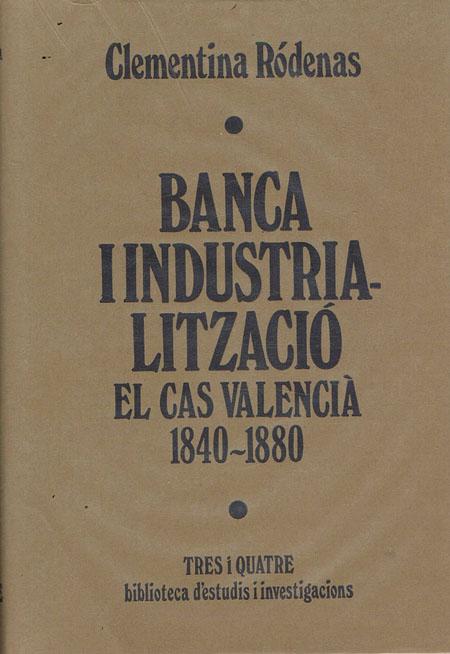 Clementina Ródenas
BANCA
I INDUSTRIA-
LITZACIÓ
EL CAS VALENCIÀ
1840~1880
TRES i QUATRE
biblioteca d'estudis i investigacions